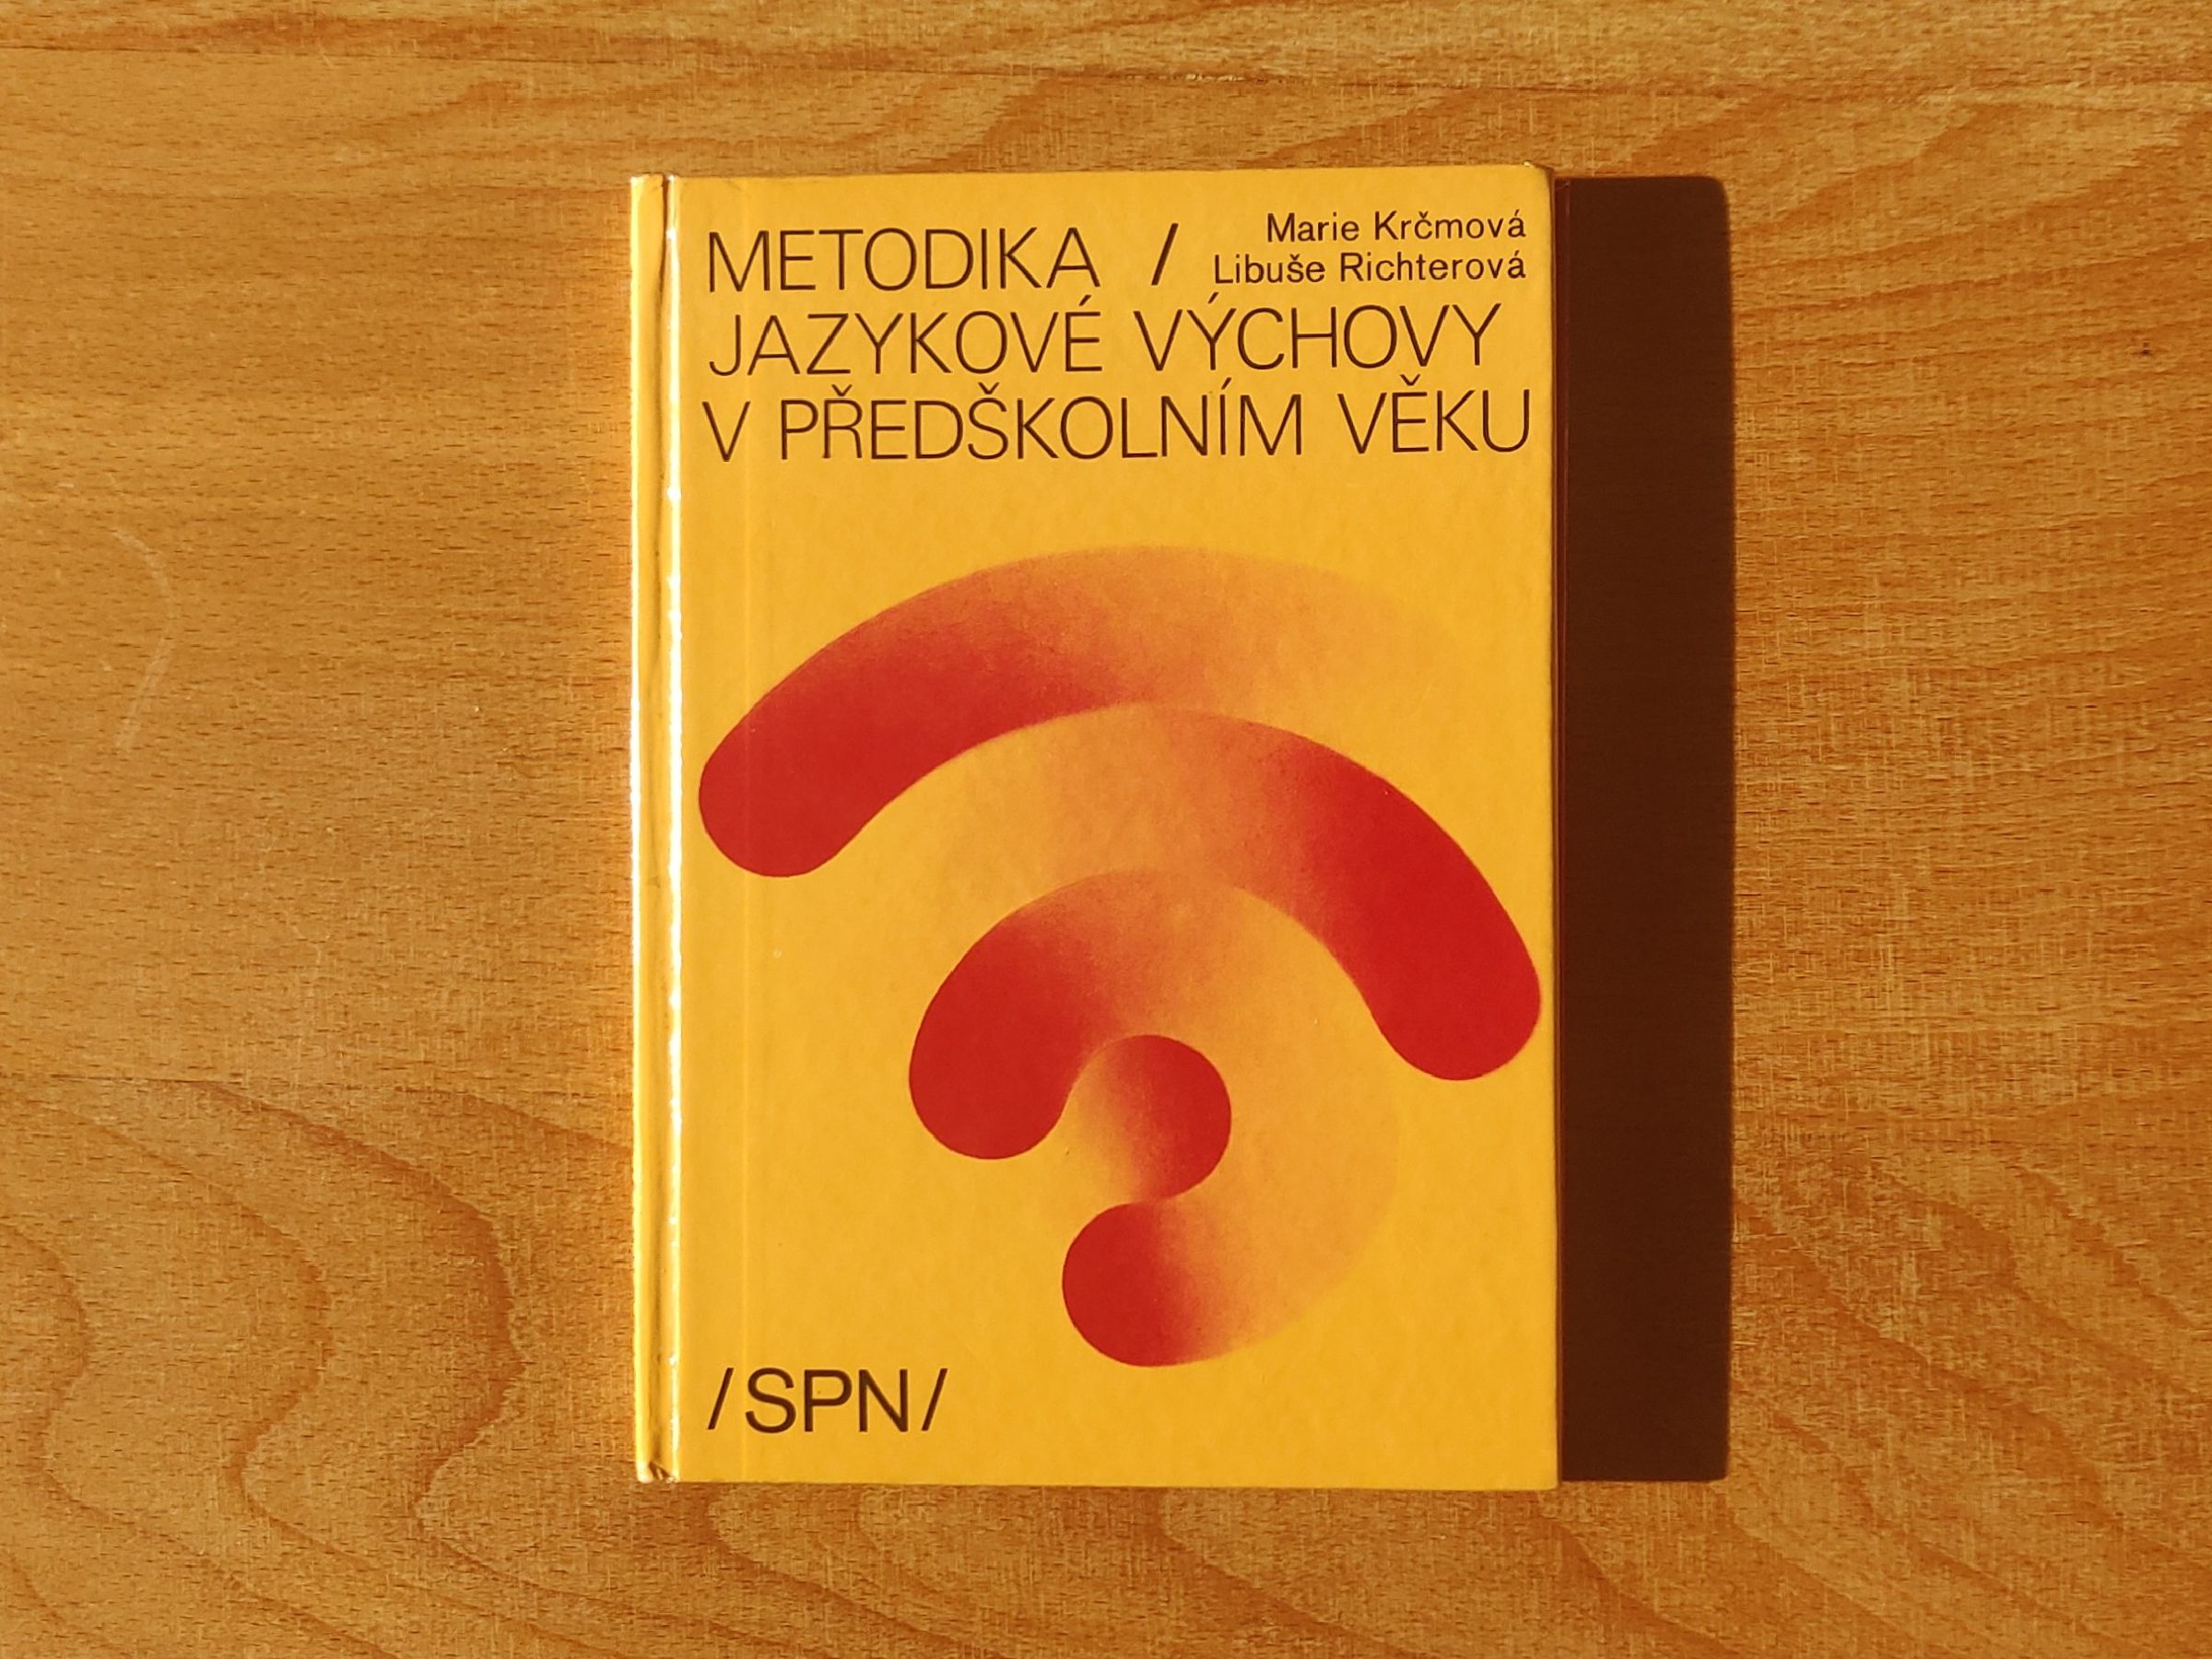 METODIKA / Marie Krčmová
Libuše Richterová
JAZYKOVÉ VÝCHOVY
V PŘEDŠKOLNÍM VĚKU
/SPN/